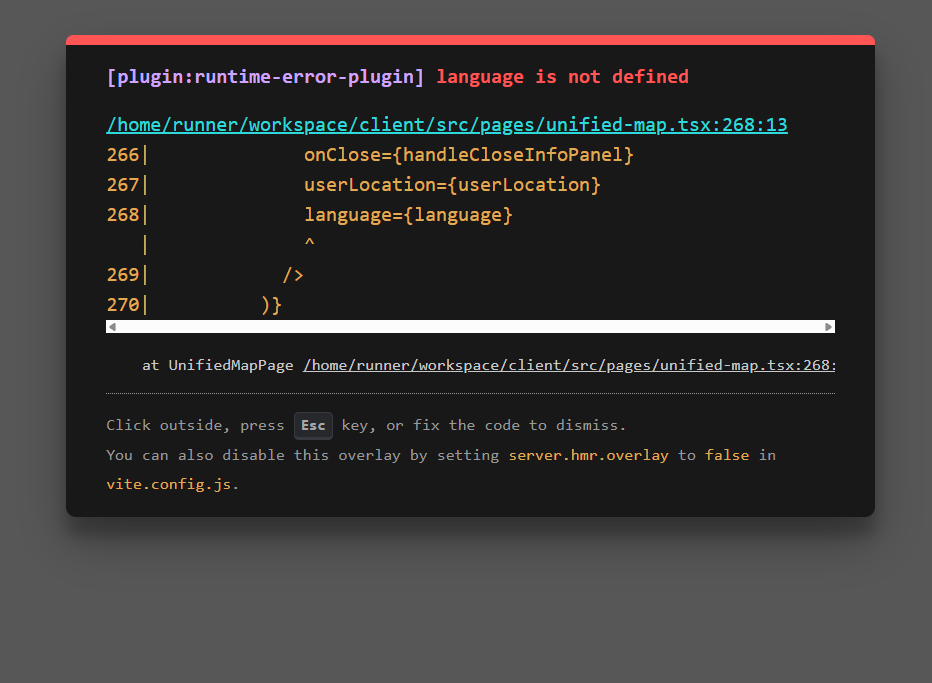 [plugin:runtime-error-plugin] language is not defined
/home/runner/workspace/client/src/pages/unified-map.tsx:268:13
266|              onClose={handleCloseInfoPanel}
267|              userLocation={userLocation}
268|              language={language}
   |              ^
269|            />
270|          )}
at UnifiedMapPage /home/runner/workspace/client/src/pages/unified-map.tsx:268:
Click outside, press Esc key, or fix the code to dismiss.
You can also disable this overlay by setting server.hmr.overlay to false in
vite.config.js.